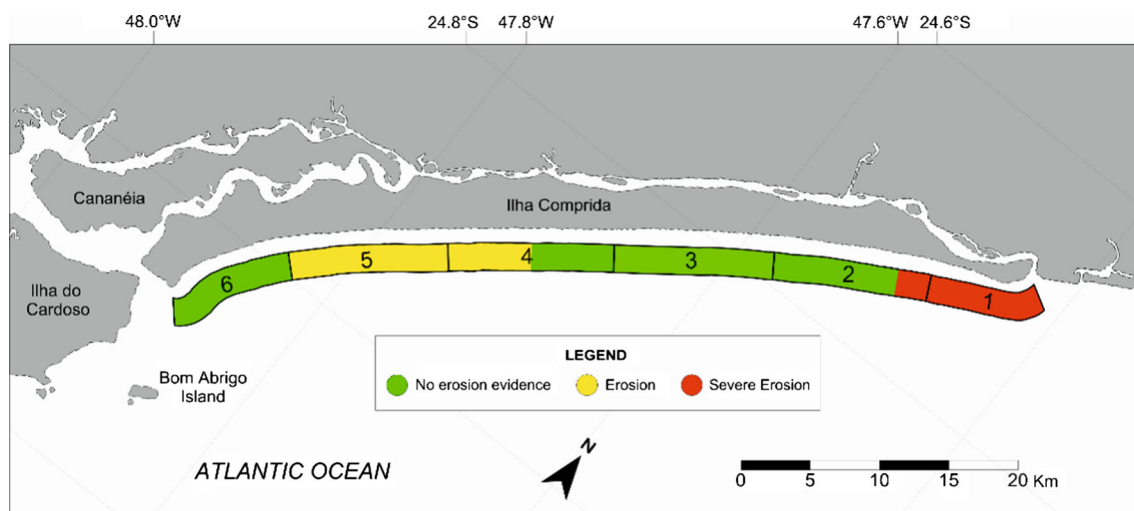 48.0°W
24.8°S
47.8°W
47.6°W
24.6°S
Cananéia
Ilha Comprida
Ilha do
Cardoso
6
5
4
3
2
1
Bom Abrigo
Island
LEGEND
No erosion evidence
Erosion
Severe Erosion
ATLANTIC OCEAN
N
0
5
10
15
20 Km